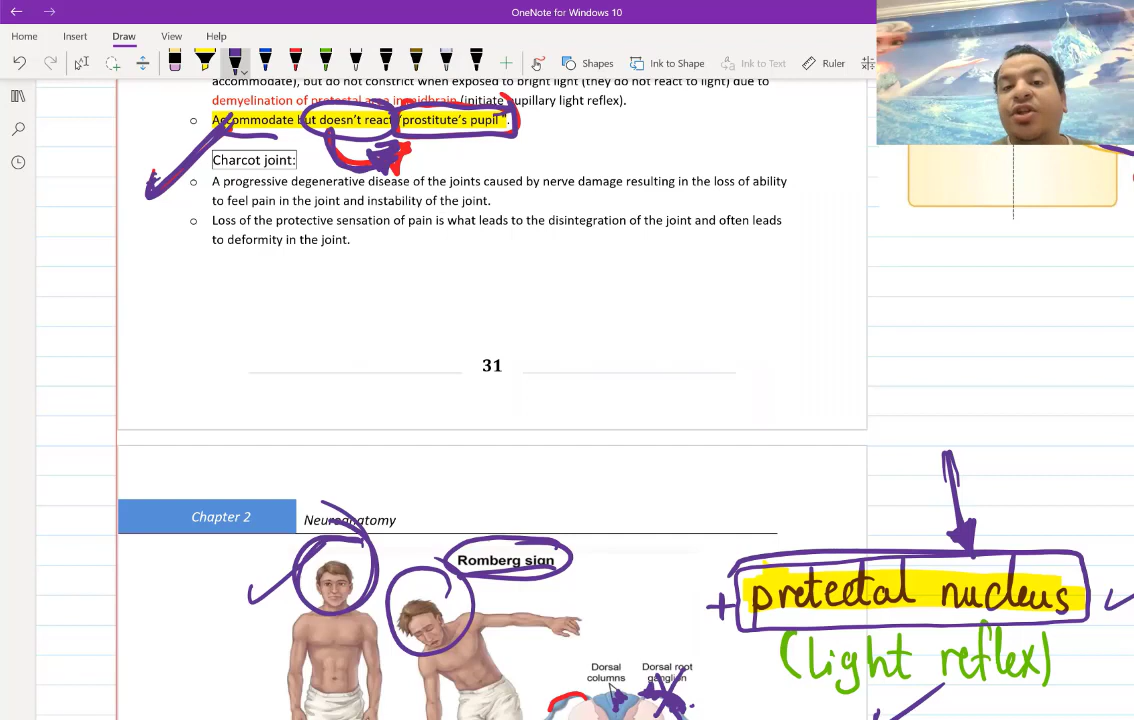 OneNote for Windows 10
Home Insert Draw View Help
Shapes Ink to Shape Ink to Text Ruler
accommodate), but do not constrict when exposed to bright light (they do not react to light) due to
demyelination of pretectal area in midbrain (initiate pupillary light reflex).
o Accommodate but doesn't react "prostitute's pupil".
Charcot joint:
o A progressive degenerative disease of the joints caused by nerve damage resulting in the loss of ability
to feel pain in the joint and instability of the joint.
o Loss of the protective sensation of pain is what leads to the disintegration of the joint and often leads
to deformity in the joint.
31
Chapter 2 Neuroanatomy
Romberg sign
+ pretectal nucleus
(light reflex)
Dorsal Dorsal root
columns ganglion